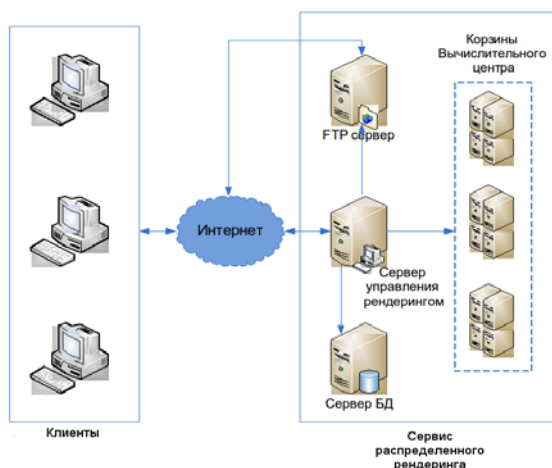 Корзины
Вычислительного
центра
FTP сервер
Интернет
Сервер
управления
рендерингом
Сервер БД
Клиенты
Сервис
распределенного
рендеринга